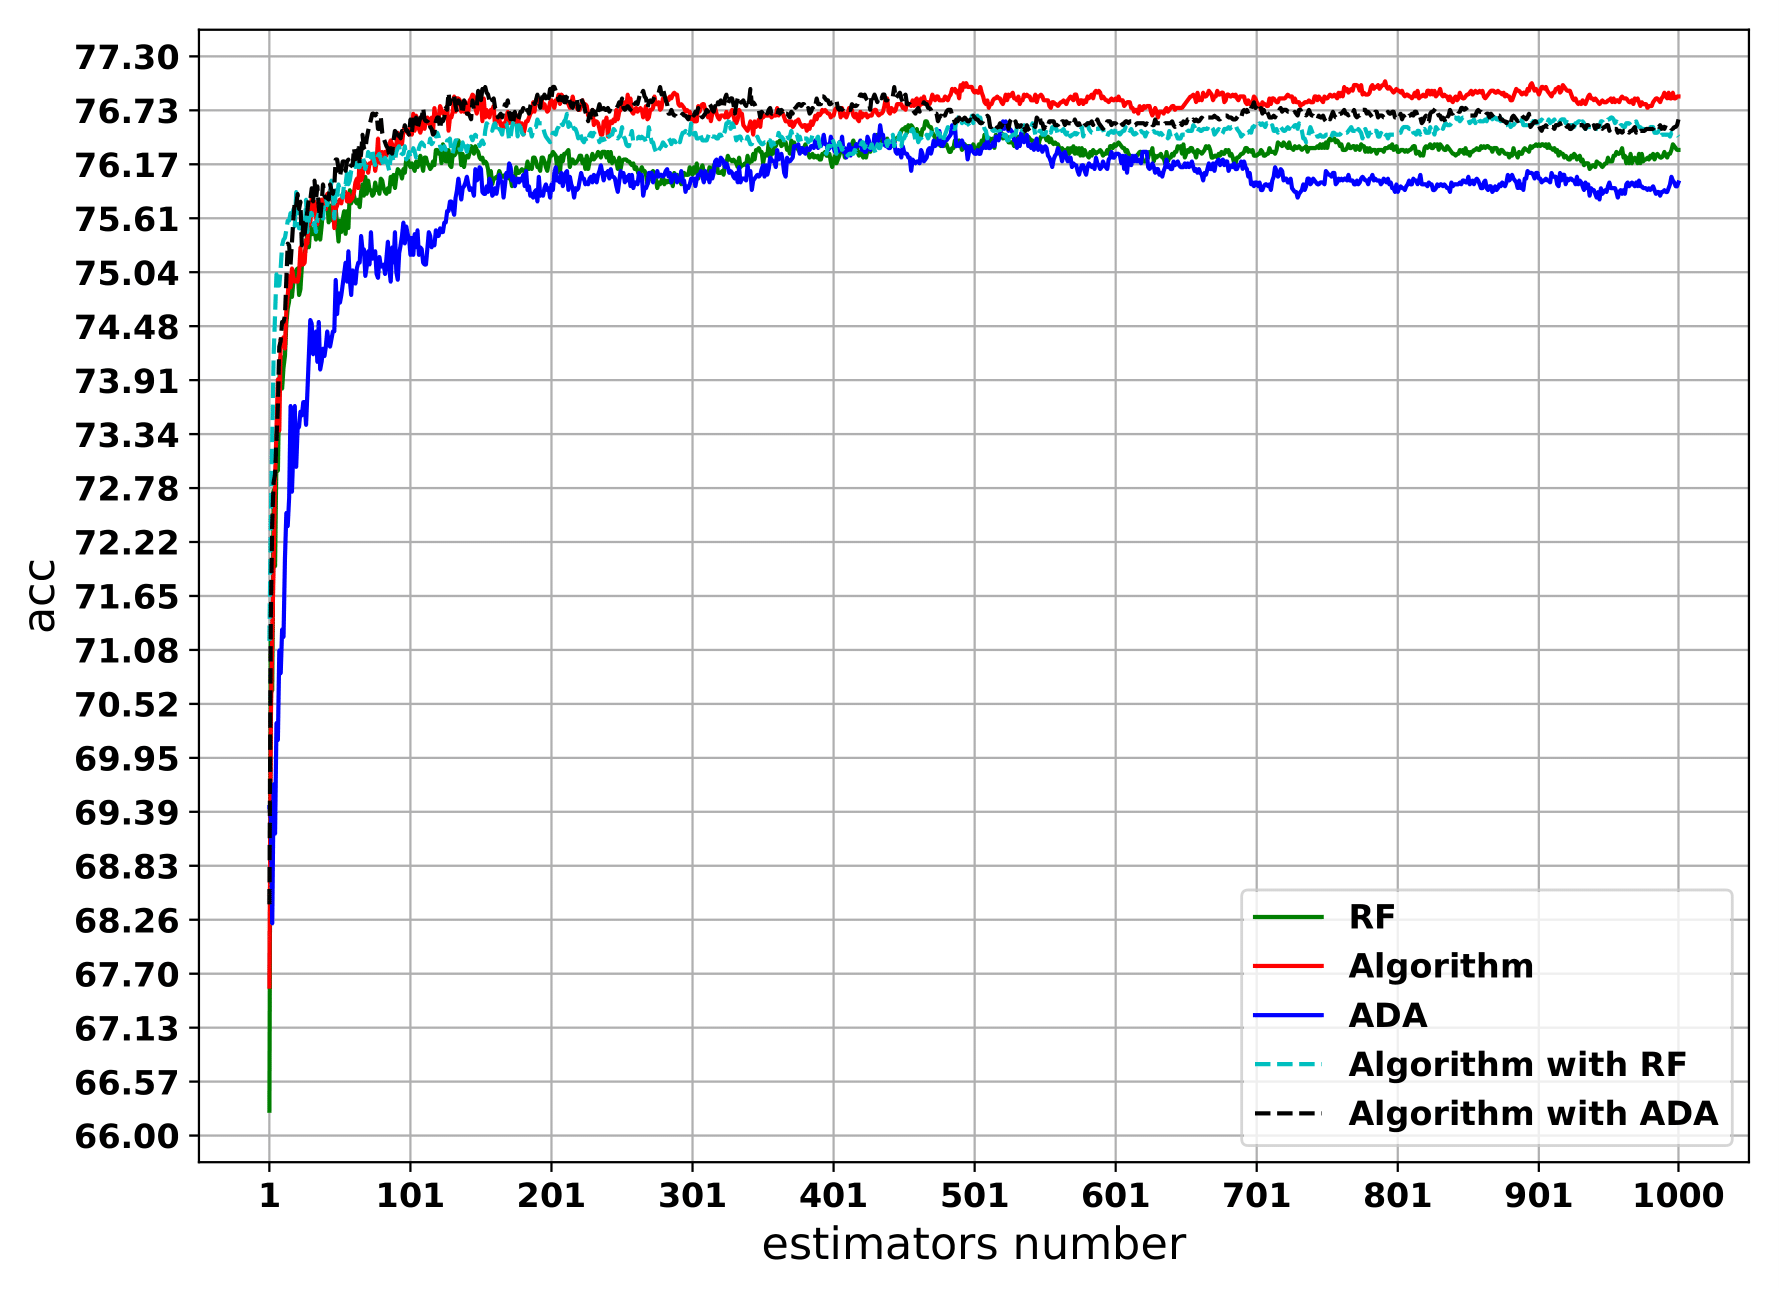 77.30
76.73
76.17
75.61
75.04
74.48
73.91
73.34
72.78
72.22
71.65
71.08
70.52
69.95
69.39
68.83
68.26
67.70
67.13
66.57
66.00
acc
1 101 201 301 401 501 601 701 801 901 1000
estimators number
RF
Algorithm
ADA
Algorithm with RF
Algorithm with ADA